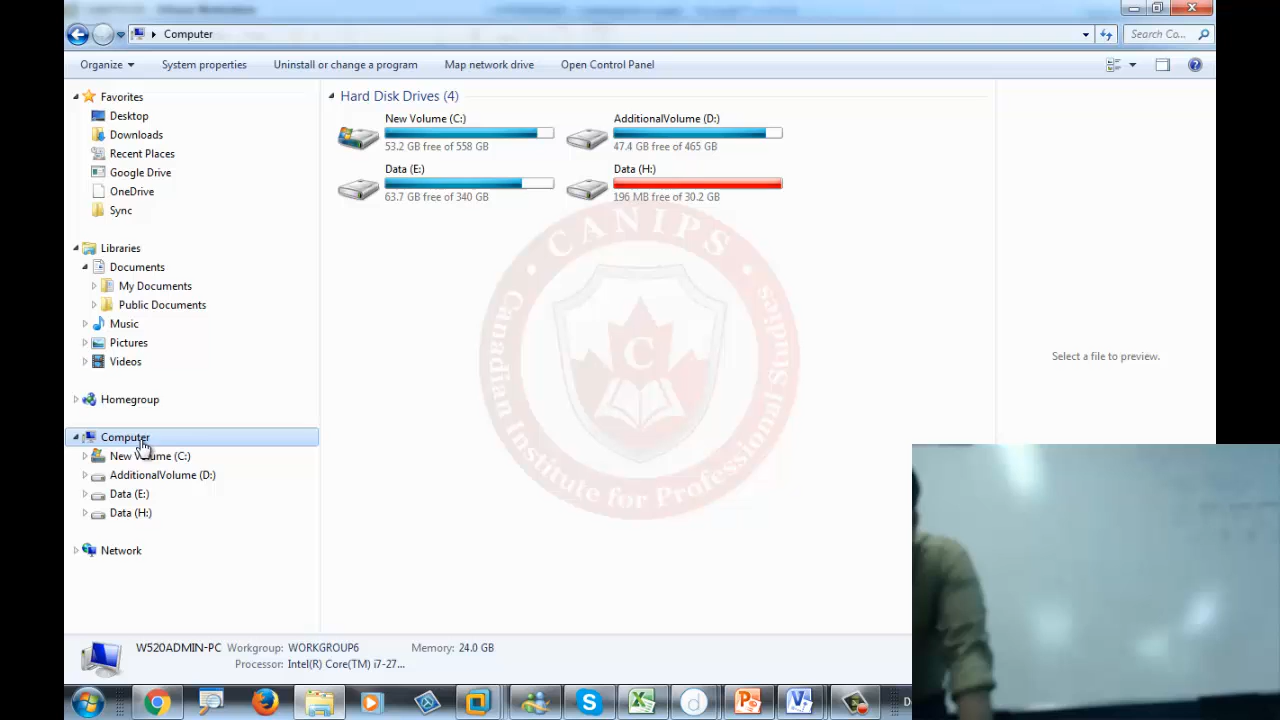 Computer
Search Co...
Organize
System properties
Uninstall or change a program
Map network drive
Open Control Panel
Favorites
Desktop
Downloads
Recent Places
Google Drive
OneDrive
Sync
Libraries
Documents
My Documents
Public Documents
Music
Pictures
Videos
Homegroup
Computer
New Volume (C:)
AdditionalVolume (D:)
Data (E:)
Data (H:)
Network
Hard Disk Drives (4)
New Volume (C:)
53.2 GB free of 558 GB
AdditionalVolume (D:)
47.4 GB free of 465 GB
Data (E:)
63.7 GB free of 340 GB
Data (H:)
196 MB free of 30.2 GB
CANIPS
Canadian Institute for Professional Studies
C
Select a file to preview.
W520ADMIN-PC
Workgroup: WORKGROUP6
Memory: 24.0 GB
Processor: Intel(R) Core(TM) i7-27...